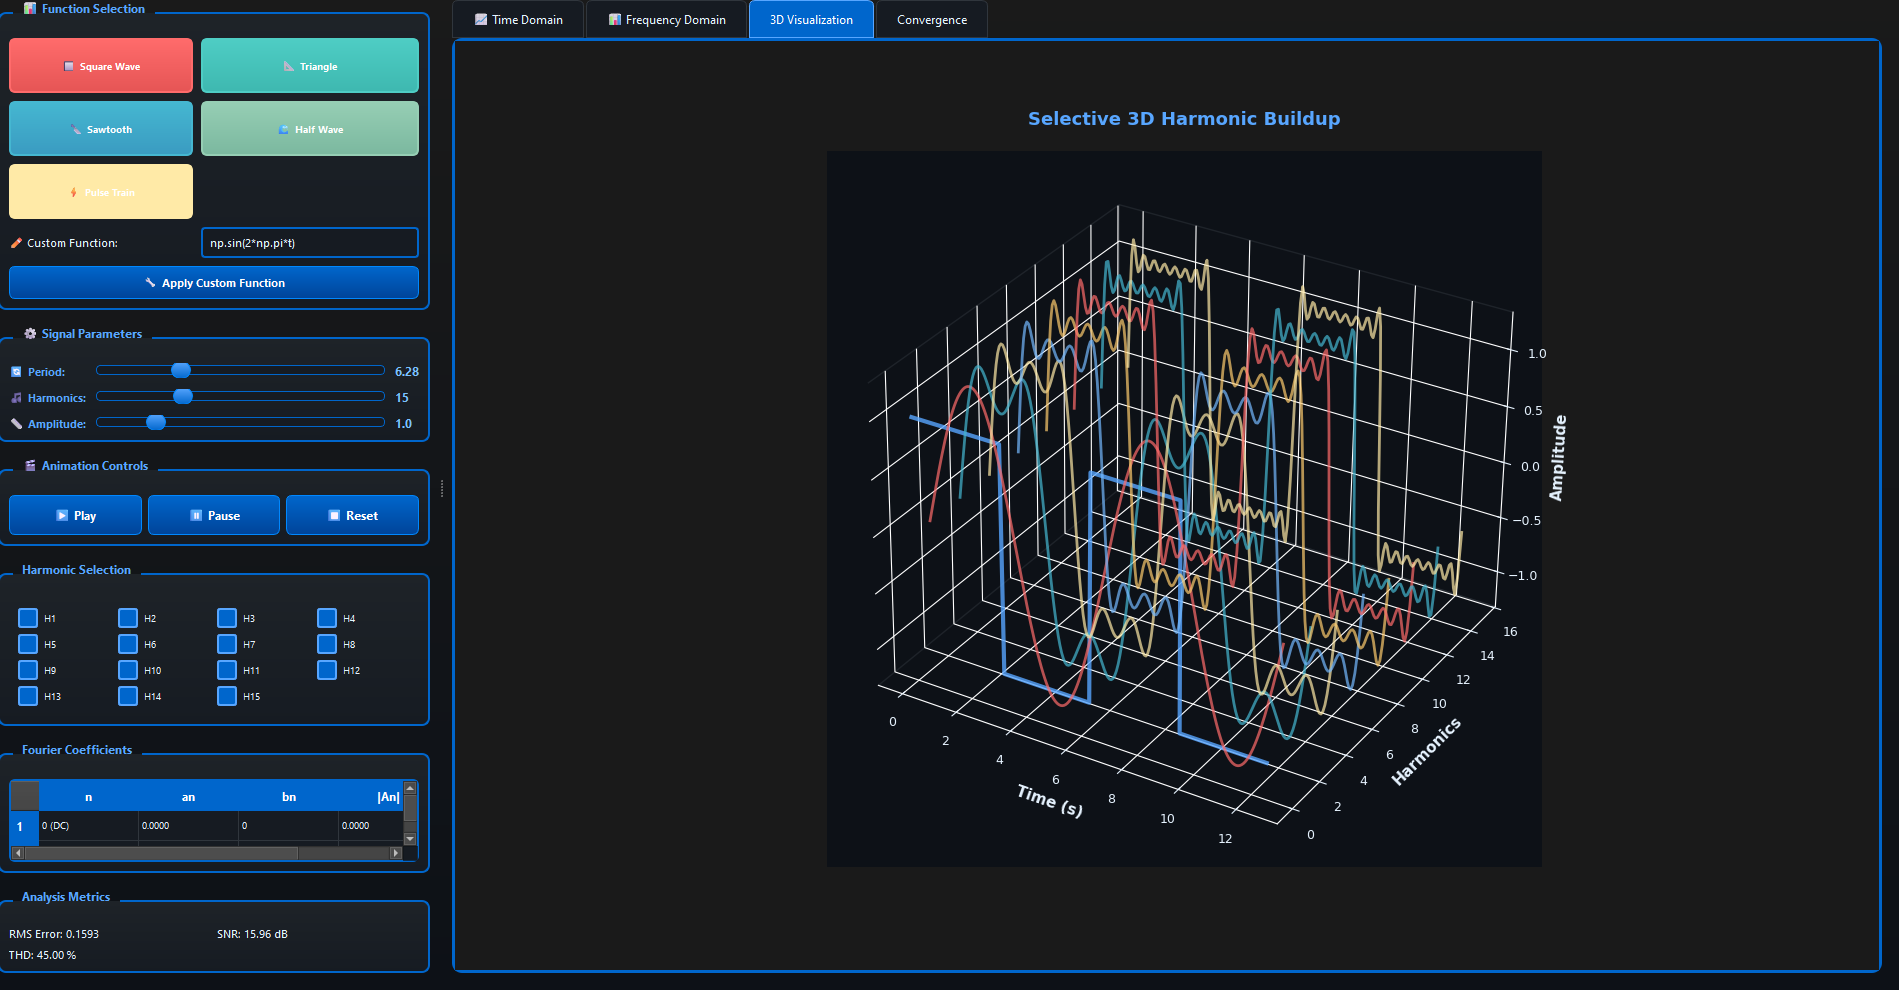 Function Selection
Square Wave
Triangle
Sawtooth
Half Wave
Pulse Train
Custom Function:
np.sin(2*np.pi*t)
Apply Custom Function
Signal Parameters
Period:
6.28
Harmonics:
15
Amplitude:
1.0
Animation Controls
Play
Pause
Reset
Harmonic Selection
H1 H2 H3 H4
H5 H6 H7 H8
H9 H10 H11 H12
H13 H14 H15
Fourier Coefficients
n an bn |An|
1 0 (DC) 0.0000 0 0.0000
Analysis Metrics
RMS Error: 0.1593 SNR: 15.96 dB
THD: 45.00 %
Time Domain
Frequency Domain
3D Visualization
Convergence
Selective 3D Harmonic Buildup
1.0
0.5
0.0
−0.5
−1.0
Amplitude
16
14
12
10
8
6
4
2
0
Harmonics
0
2
4
6
8
10
12
Time (s)